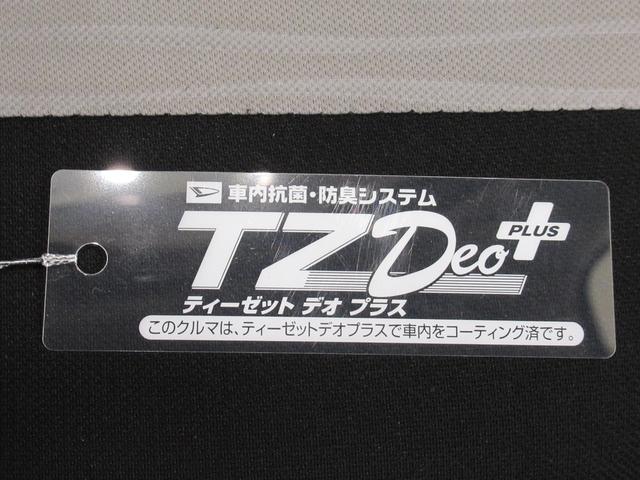 車内抗菌・防臭システム
TZDeo PLUS
ティーゼット デオ プラス
このクルマは、ティーゼットデオプラスで車内をコーティング済です。